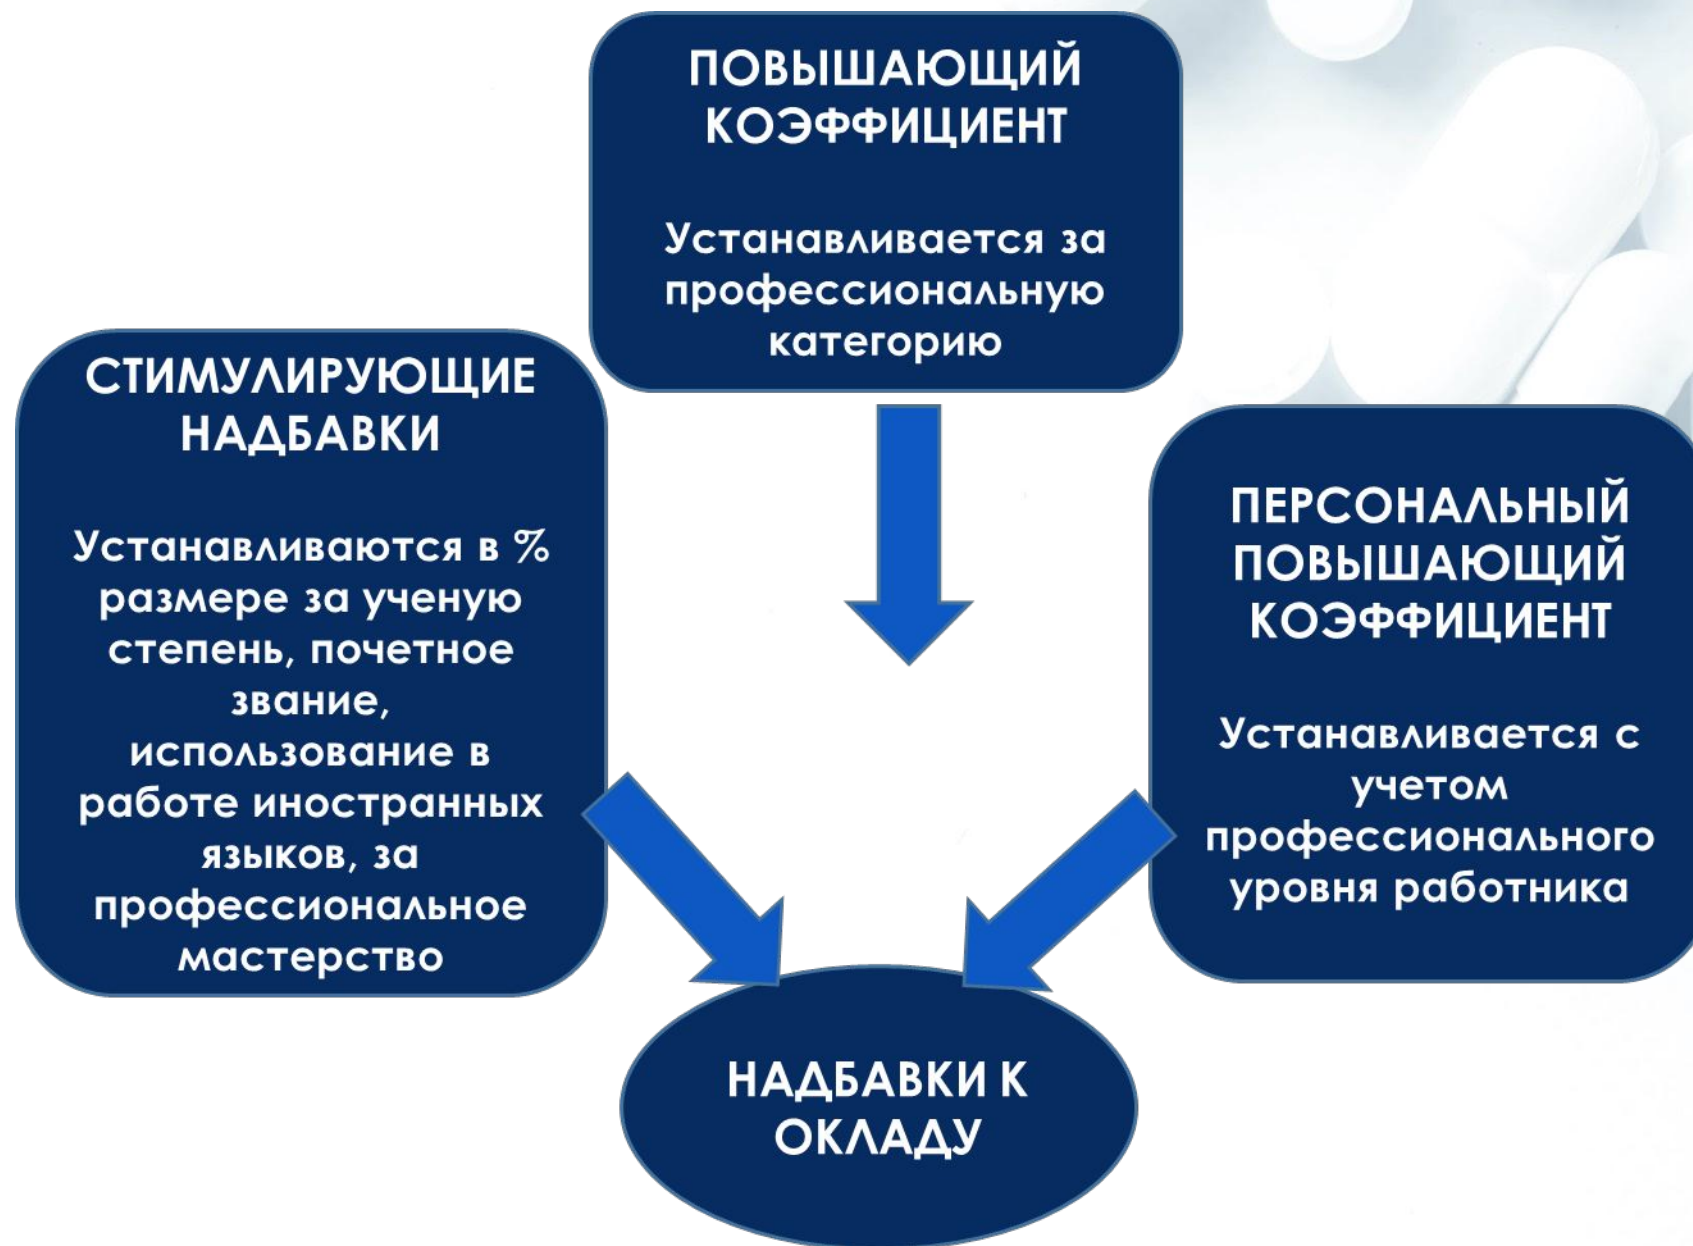 ПОВЫШАЮЩИЙ
КОЭФФИЦИЕНТ
Устанавливается за
профессиональную
категорию
СТИМУЛИРУЮЩИЕ
НАДБАВКИ
Устанавливаются в %
размере за ученую
степень, почетное
звание,
использование в
работе иностранных
языков, за
профессиональное
мастерство
ПЕРСОНАЛЬНЫЙ
ПОВЫШАЮЩИЙ
КОЭФФИЦИЕНТ
Устанавливается с
учетом
профессионального
уровня работника
НАДБАВКИ К
ОКЛАДУ